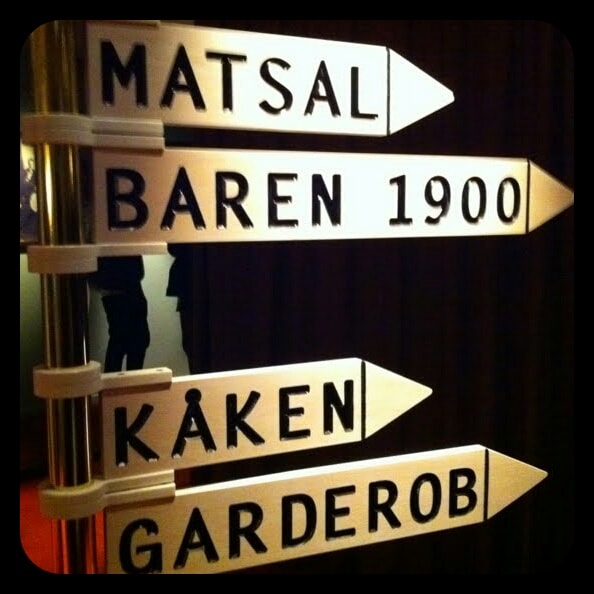 MATSAL
BAREN 1900
KÅKEN
GARDEROB